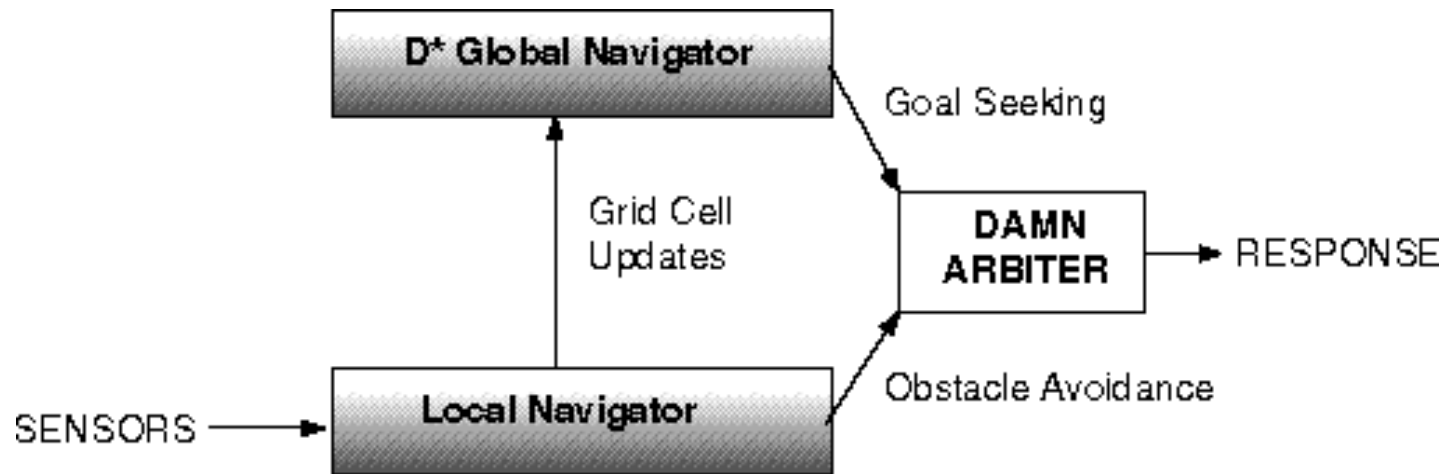 D* Global Navigator
Goal Seeking
Grid Cell
Updates
DAMN
ARBITER
RESPONSE
Obstacle Avoidance
Local Navigator
SENSORS